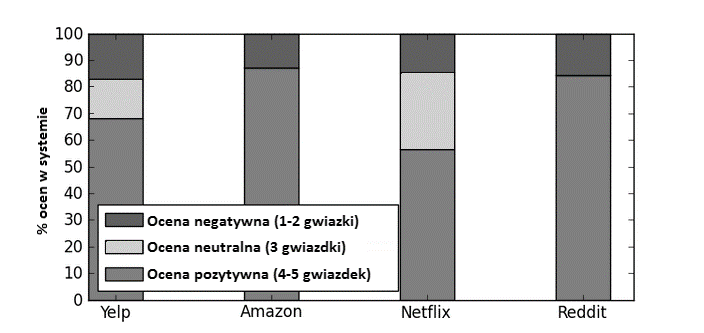 % ocen w systemie
100
90
80
70
60
50
40
30
20
10
0
Ocena negatywna (1-2 gwiazki)
Ocena neutralna (3 gwiazdki)
Ocena pozytywna (4-5 gwiazdek)
Yelp Amazon Netflix Reddit